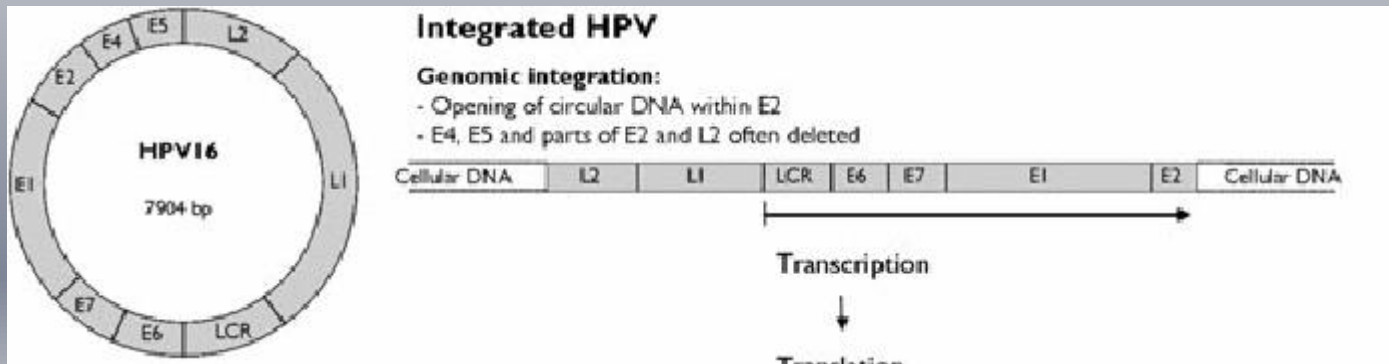 E5
L2
E4
E2
HPV16
E1
L1
7904 bp
E7
E6
LCR
Integrated HPV
Genomic integration:
- Opening of circular DNA within E2
- E4, E5 and parts of E2 and L2 often deleted
Cellular DNA L2 L1 LCR E6 E7 E1 E2 Cellular DNA
Transcription
Translation